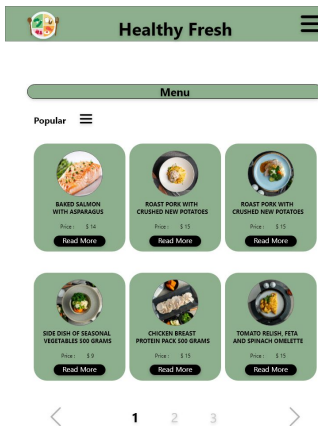 Healthy Fresh
Menu
Popular
BAKED SALMON
WITH ASPARAGUS
Price : $ 14
Read More
ROAST PORK WITH
CRUSHED NEW POTATOES
Price : $ 15
Read More
ROAST PORK WITH
CRUSHED NEW POTATOES
Price : $ 15
Read More
SIDE DISH OF SEASONAL
VEGETABLES 500 GRAMS
Price : $ 9
Read More
CHICKEN BREAST
PROTEIN PACK 500 GRAMS
Price : $ 15
Read More
TOMATO RELISH, FETA
AND SPINACH OMELETTE
Price : $ 15
Read More
1 2 3